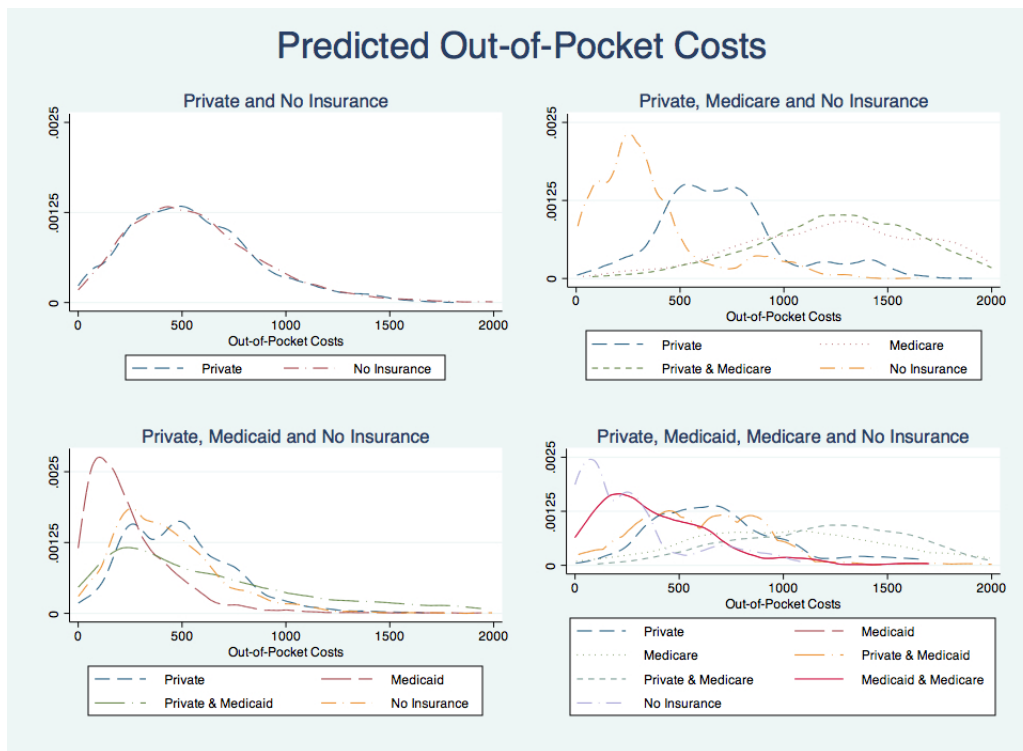 Predicted Out-of-Pocket Costs
Private and No Insurance
.0025
.00125
0
0 500 1000 1500 2000
Out-of-Pocket Costs
Private No Insurance
Private, Medicare and No Insurance
.0025
.00125
0
0 500 1000 1500 2000
Out-of-Pocket Costs
Private Medicare
Private & Medicare No Insurance
Private, Medicaid and No Insurance
.0025
.00125
0
0 500 1000 1500 2000
Out-of-Pocket Costs
Private Medicaid
Private & Medicaid No Insurance
Private, Medicaid, Medicare and No Insurance
.0025
.00125
0
0 500 1000 1500 2000
Out-of-Pocket Costs
Private Medicaid
Medicare Private & Medicaid
Private & Medicare Medicaid & Medicare
No Insurance